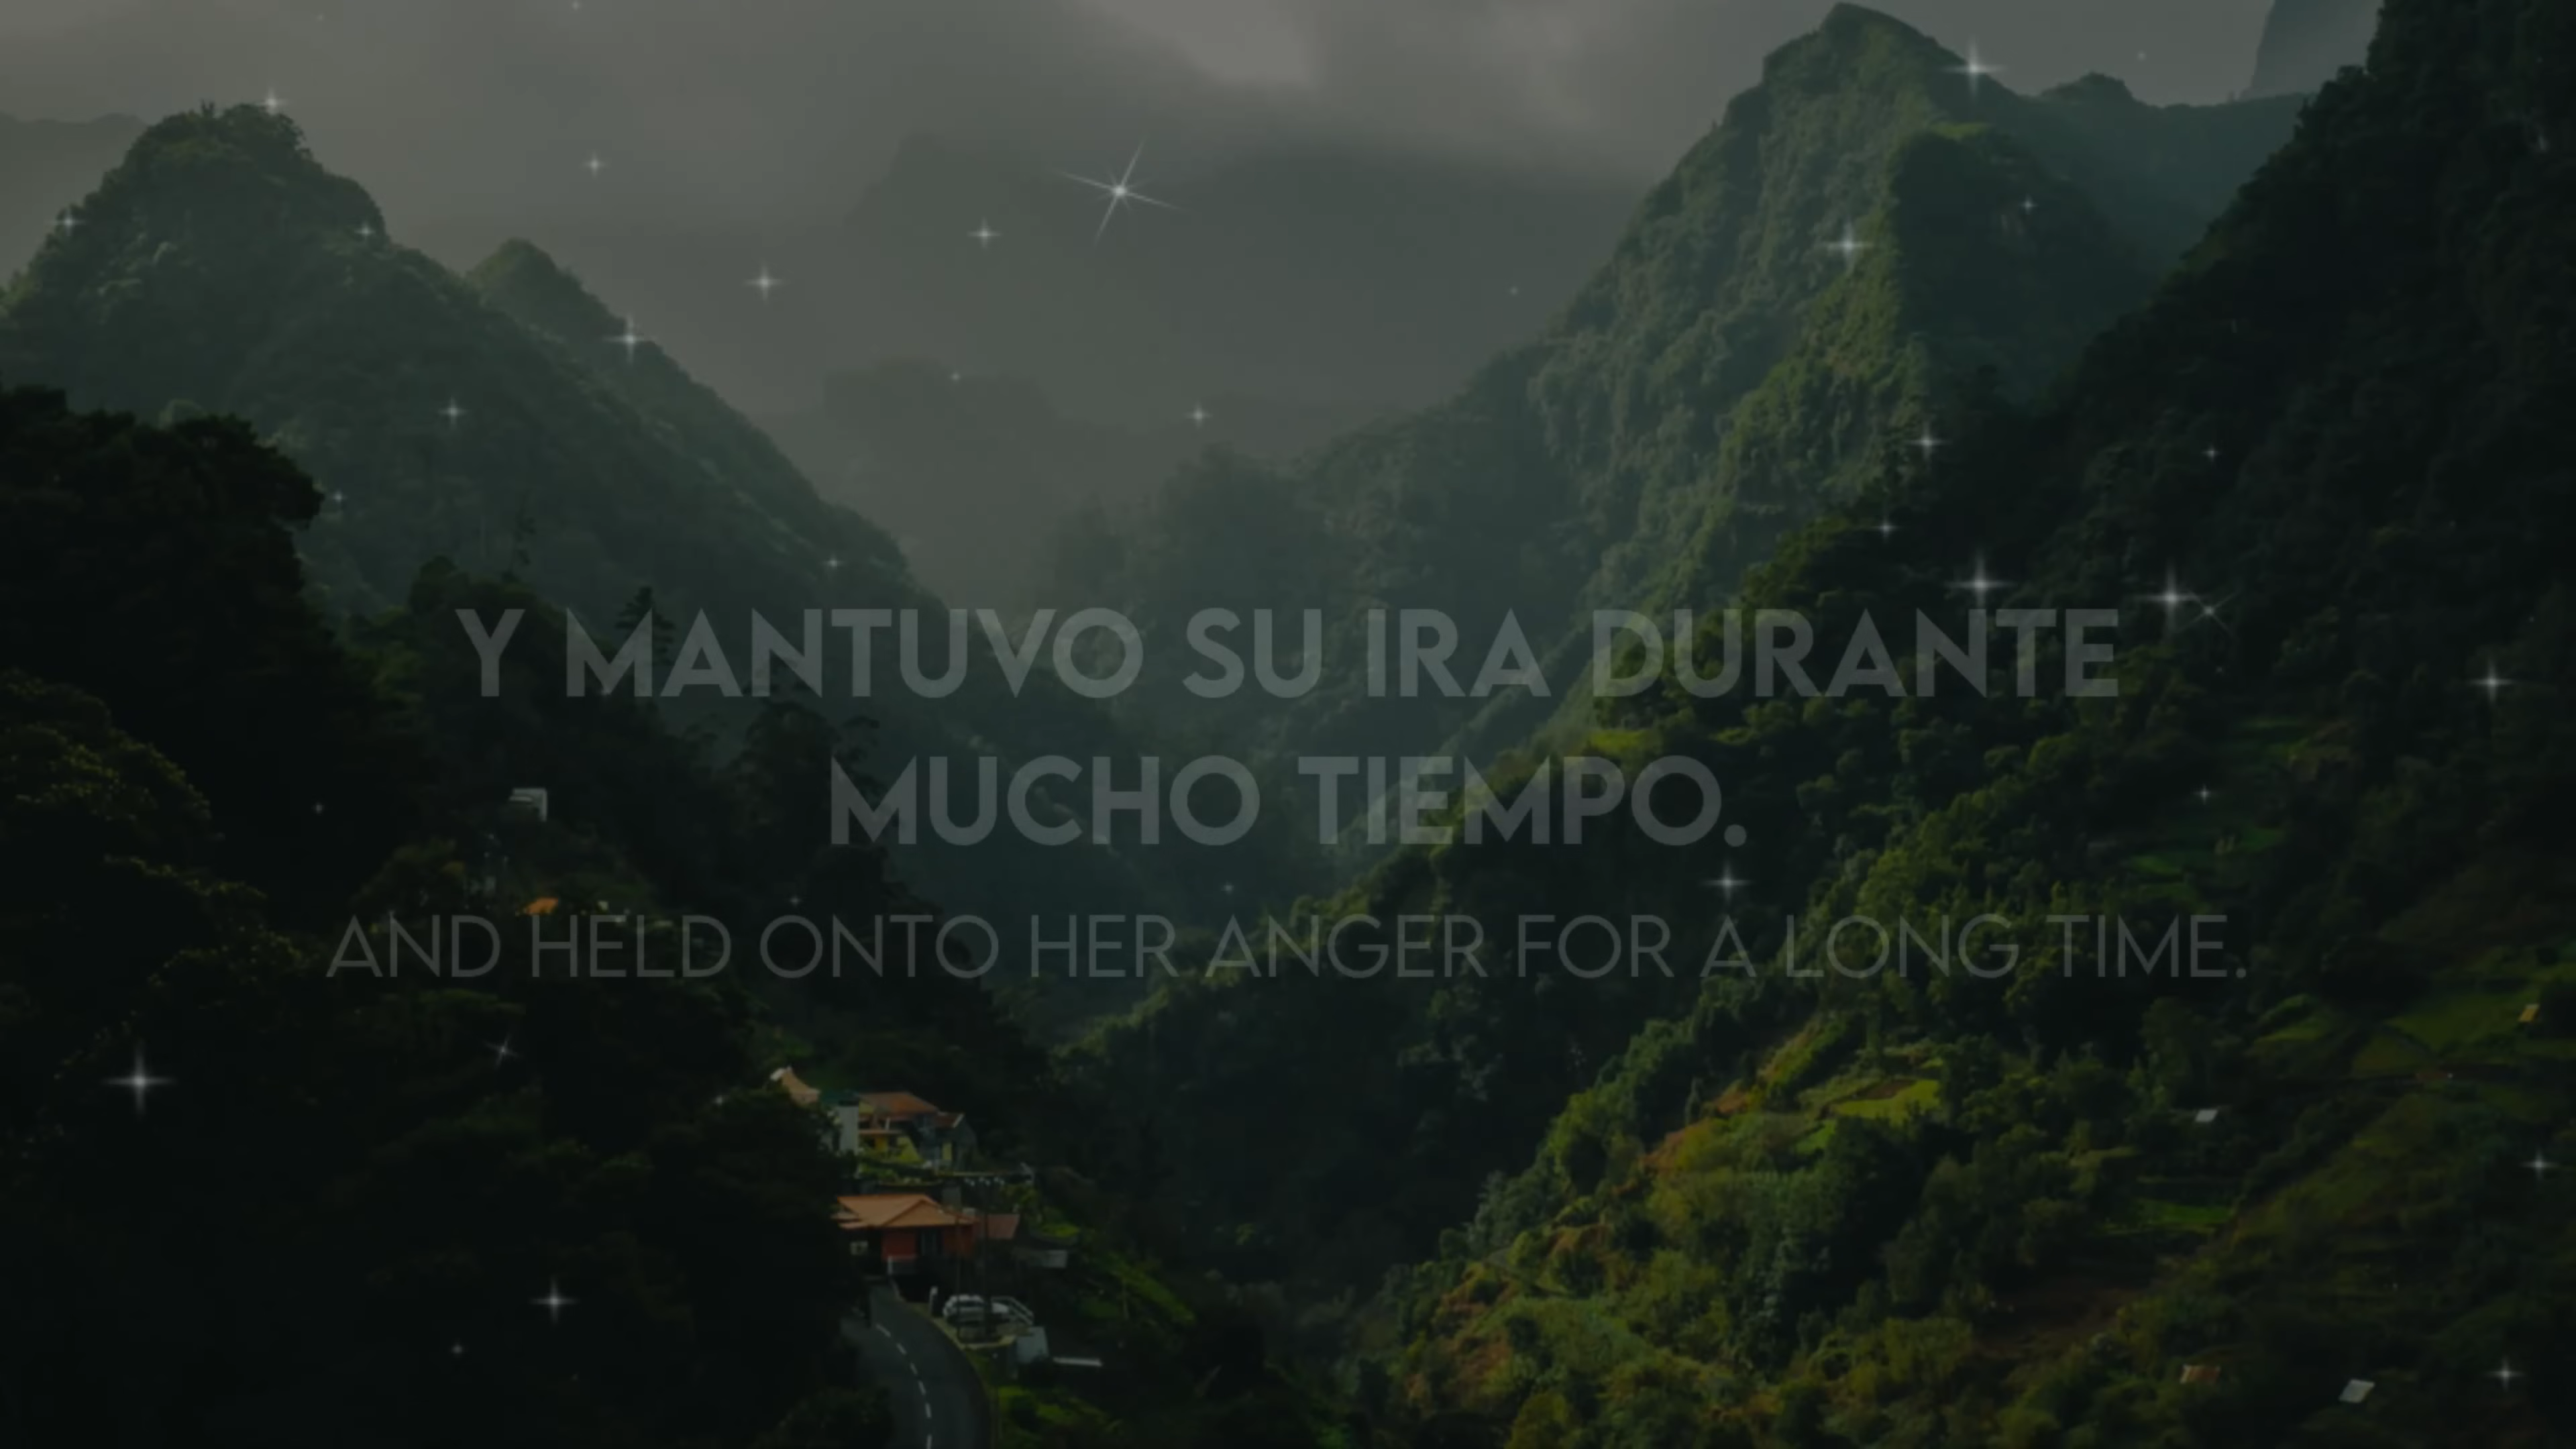 Y MANTUVO SU IRA DURANTE
MUCHO TIEMPO.
AND HELD ONTO HER ANGER FOR A LONG TIME.